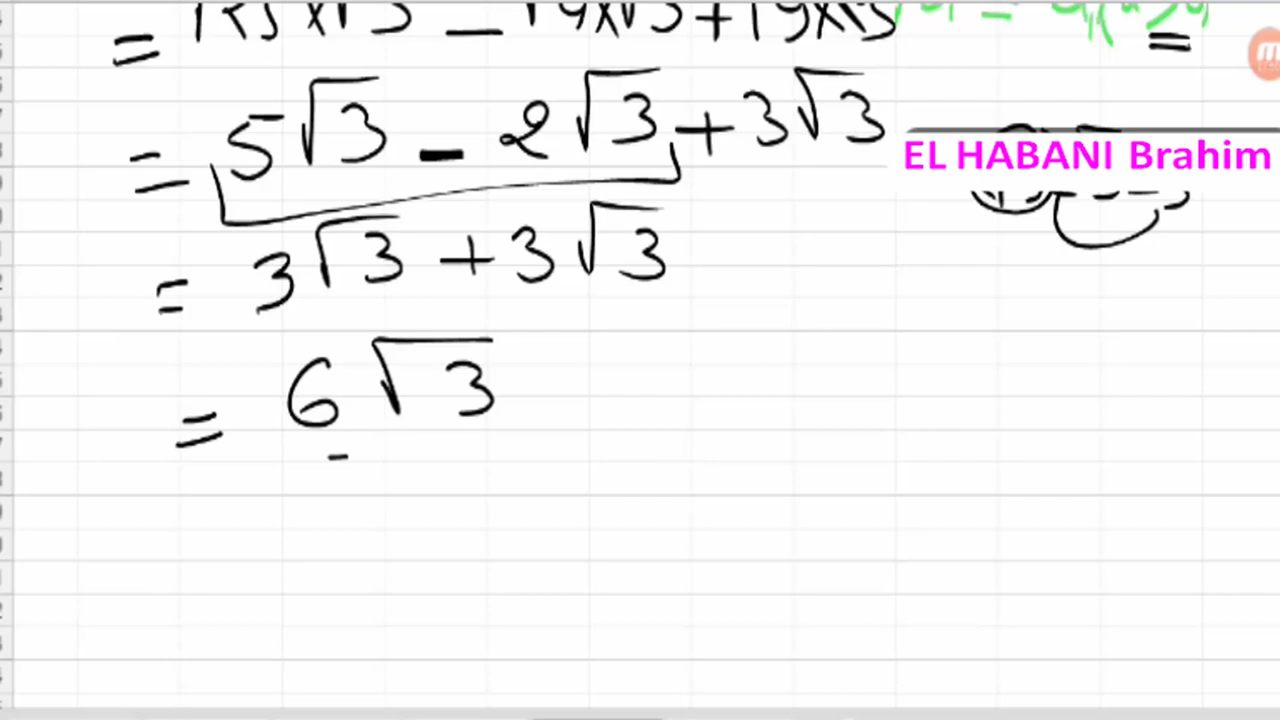 = 5√3 - 2√3 + 3√3
EL HABANI Brahim
= 3√3 + 3√3
= 6√3